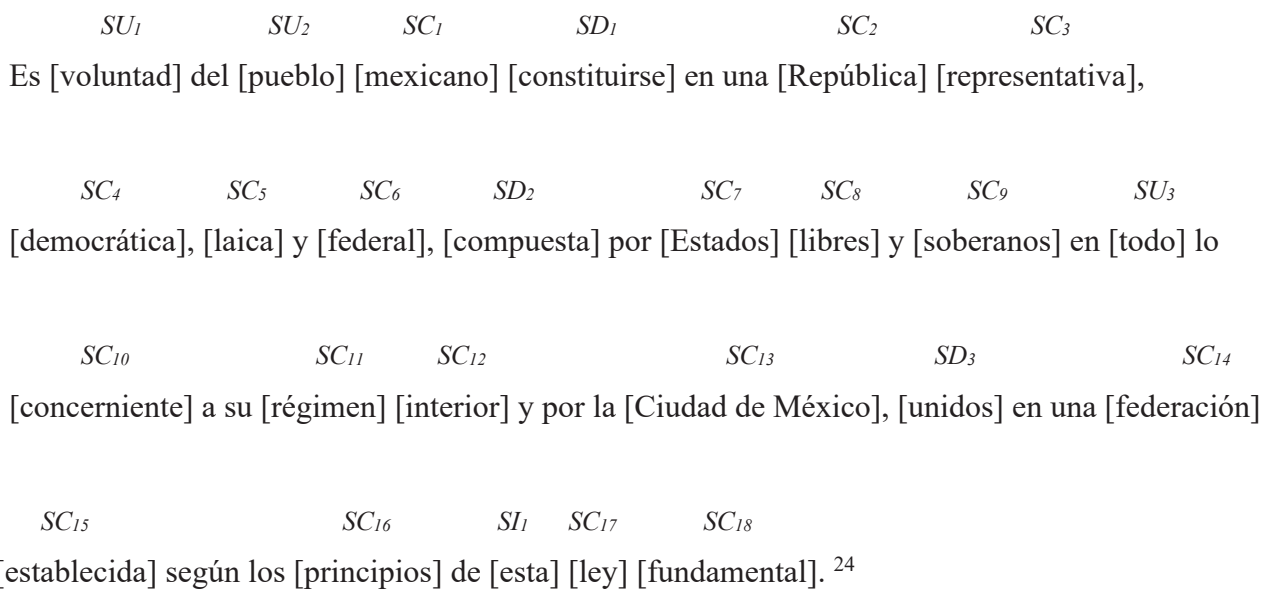 SU₁ SU₂ SC₁ SD₁ SC₂ SC₃
Es [voluntad] del [pueblo] [mexicano] [constituirse] en una [República] [representativa],
SC₄ SC₅ SC₆ SD₂ SC₇ SC₈ SC₉ SU₃
[democrática], [laica] y [federal], [compuesta] por [Estados] [libres] y [soberanos] en [todo] lo
SC₁₀ SC₁₁ SC₁₂ SC₁₃ SD₃ SC₁₄
[concerniente] a su [régimen] [interior] y por la [Ciudad de México], [unidos] en una [federación]
SC₁₅ SC₁₆ SI₁ SC₁₇ SC₁₈
[establecida] según los [principios] de [esta] [ley] [fundamental]. ²⁴